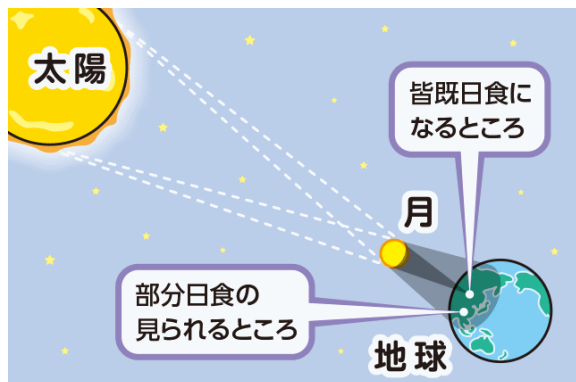 太陽
皆既日食に
なるところ
月
部分日食の
見られるところ
地球